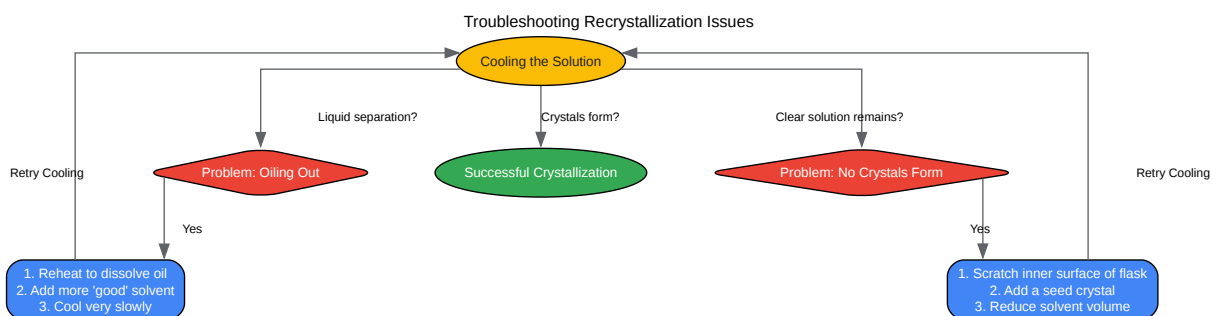 Troubleshooting Recrystallization Issues
Cooling the Solution
Liquid separation?
Crystals form?
Clear solution remains?
Retry Cooling
Problem: Oiling Out
Successful Crystallization
Problem: No Crystals Form
Retry Cooling
Yes
Yes
1. Reheat to dissolve oil
2. Add more 'good' solvent
3. Cool very slowly
1. Scratch inner surface of flask
2. Add a seed crystal
3. Reduce solvent volume